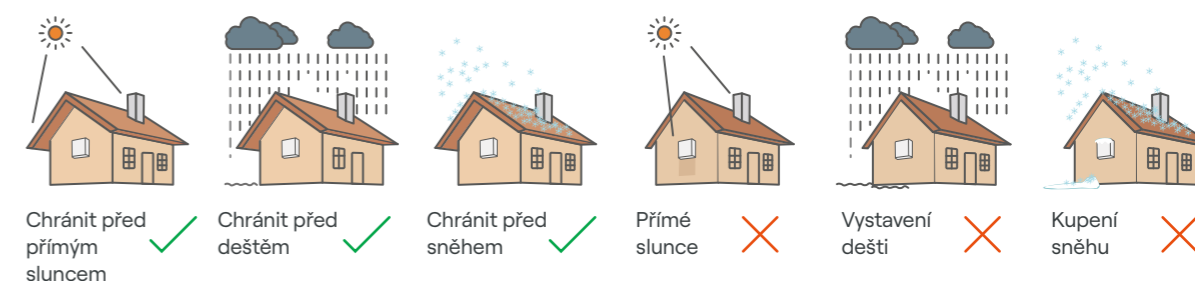 Chránit před
přímým
sluncem
Chránit před
deštěm
Chránit před
sněhem
Přímé
slunce
Vystavení
dešti
Kupení
sněhu